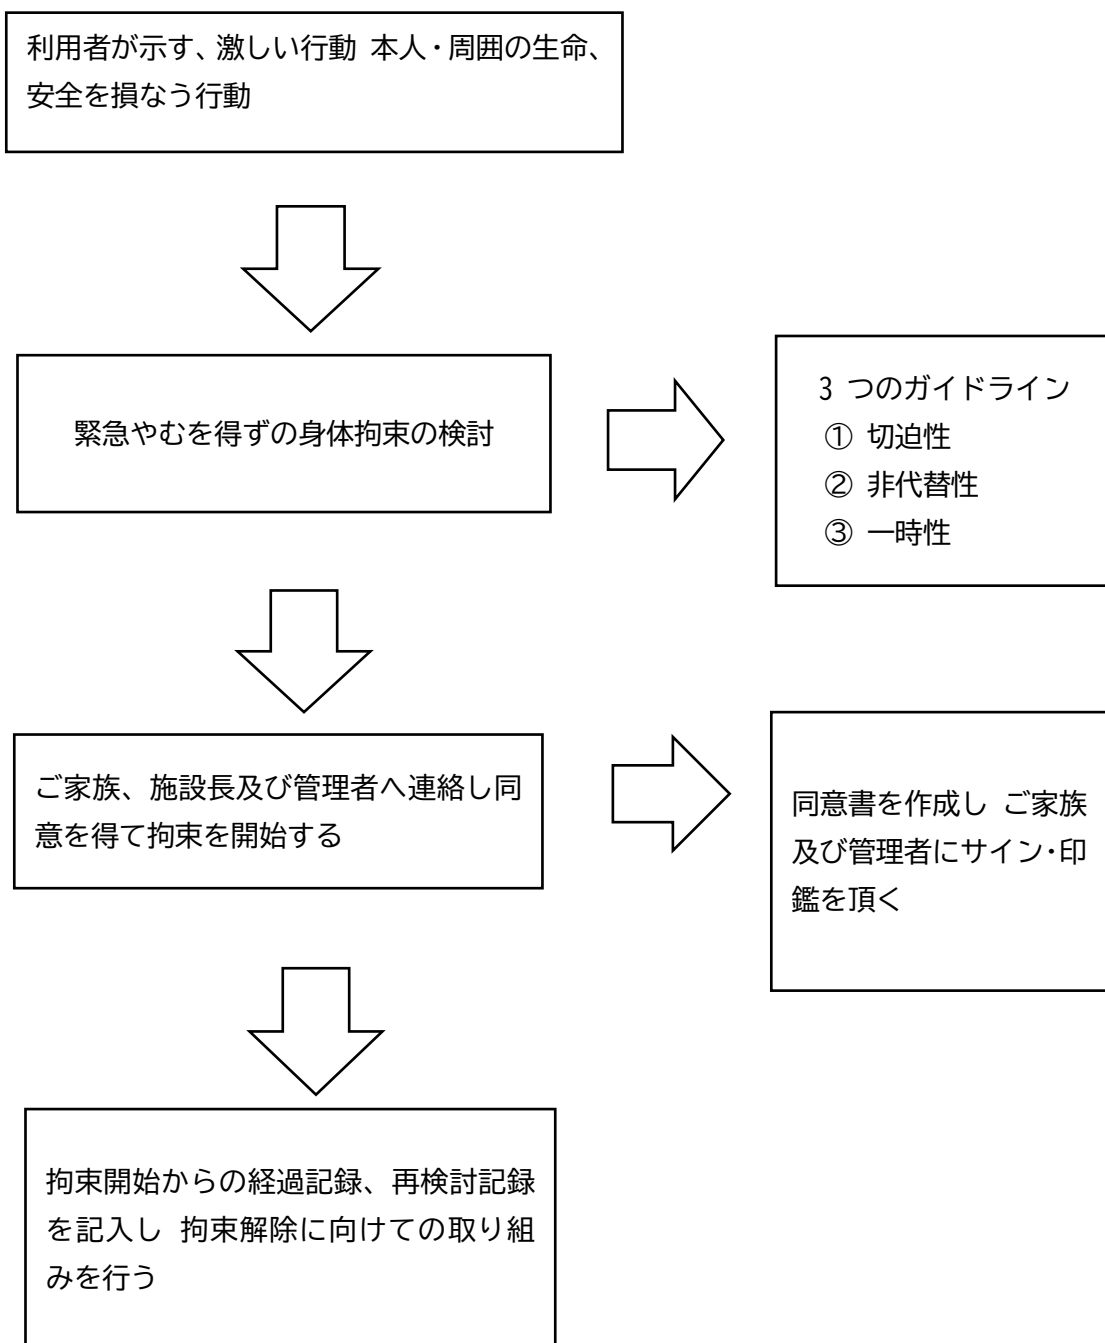 利用者が示す、激しい行動 本人・周囲の生命、
安全を損なう行動
緊急やむを得ずの身体拘束の検討
3 つのガイドライン
① 切迫性
② 非代替性
③ 一時性
ご家族、施設長及び管理者へ連絡し同
意を得て拘束を開始する
同意書を作成し ご家族
及び管理者にサイン・印
鑑を頂く
拘束開始からの経過記録、再検討記録
を記入し 拘束解除に向けての取り組
みを行う